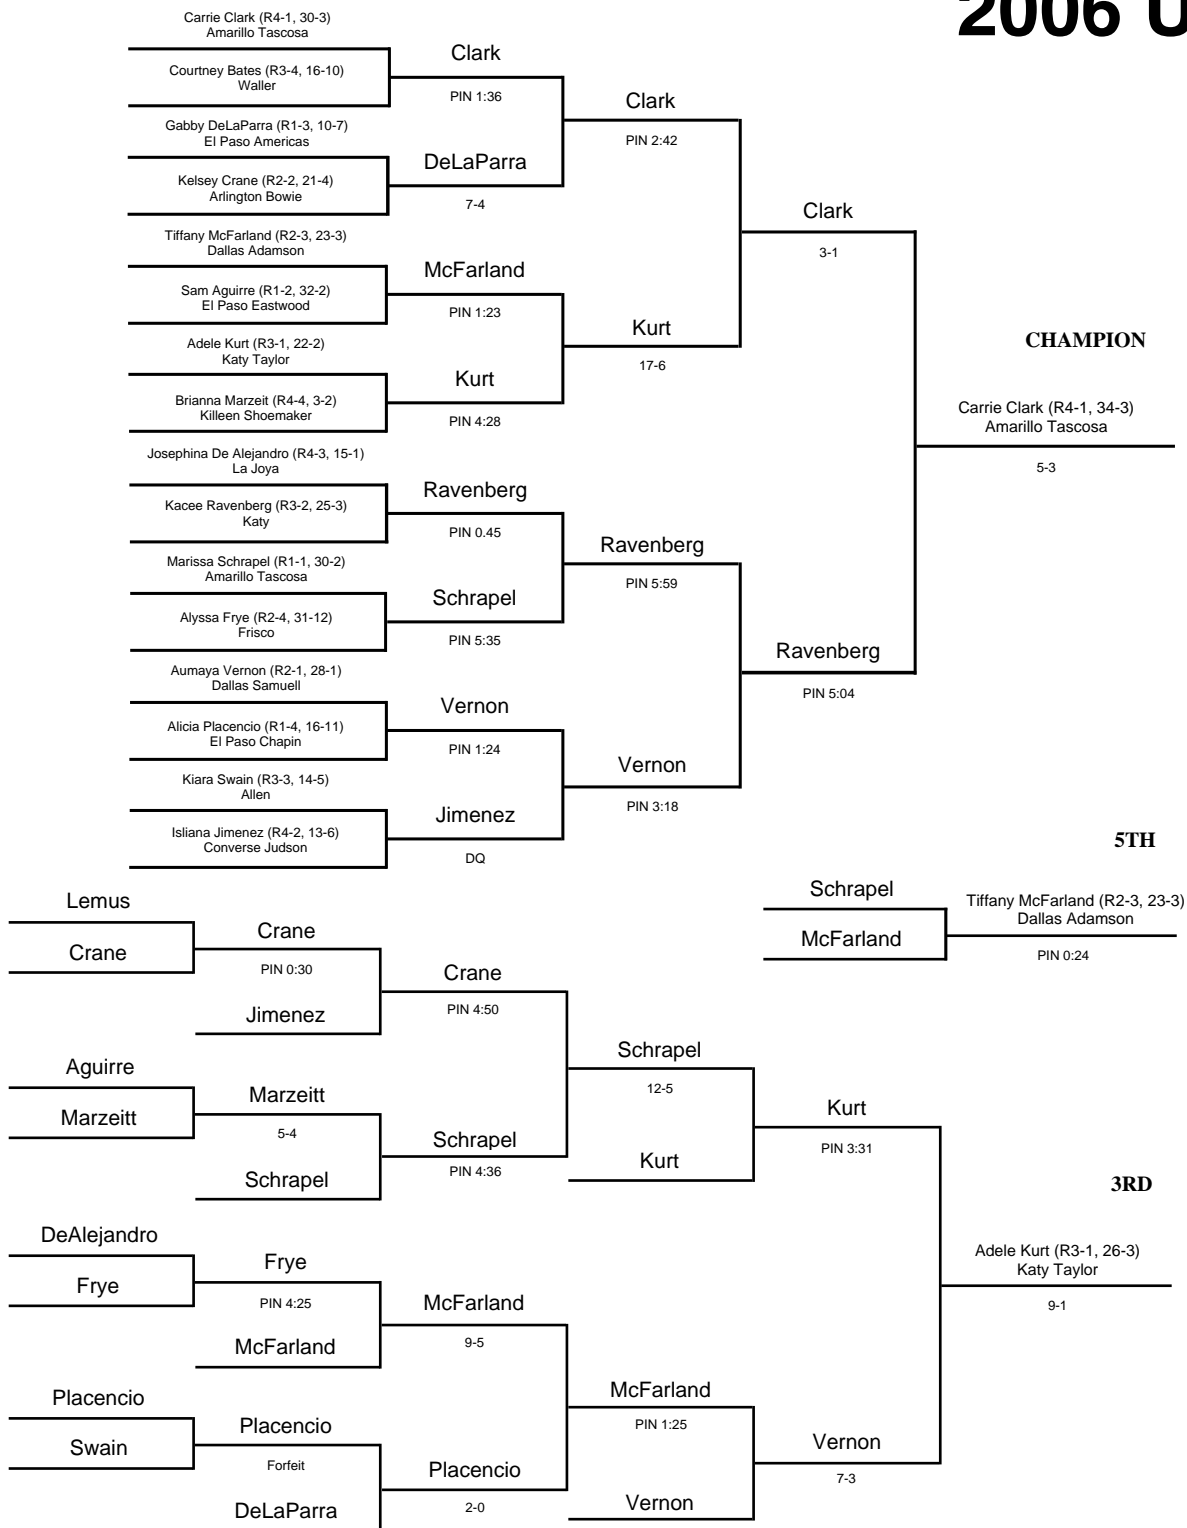 2006 U
Carrie Clark (R4-1, 30-3)
Amarillo Tascosa
Courtney Bates (R3-4, 16-10)
Waller
Gabby DeLaParra (R1-3, 10-7)
El Paso Americas
Kelsey Crane (R2-2, 21-4)
Arlington Bowie
Tiffany McFarland (R2-3, 23-3)
Dallas Adamson
Sam Aguirre (R1-2, 32-2)
El Paso Eastwood
Adele Kurt (R3-1, 22-2)
Katy Taylor
Brianna Marzeit (R4-4, 3-2)
Killeen Shoemaker
Josephina De Alejandro (R4-3, 15-1)
La Joya
Kacee Ravenberg (R3-2, 25-3)
Katy
Marissa Schrapel (R1-1, 30-2)
Amarillo Tascosa
Alyssa Frye (R2-4, 31-12)
Frisco
Aumaya Vernon (R2-1, 28-1)
Dallas Samuell
Alicia Placencio (R1-4, 16-11)
El Paso Chapin
Kiara Swain (R3-3, 14-5)
Allen
Isliana Jimenez (R4-2, 13-6)
Converse Judson
Clark
PIN 1:36
DeLaParra
7-4
McFarland
PIN 1:23
Kurt
PIN 4:28
Ravenberg
PIN 0.45
Schrapel
PIN 5:35
Vernon
PIN 1:24
Jimenez
DQ
Clark
PIN 2:42
Kurt
17-6
Ravenberg
PIN 5:59
Vernon
PIN 3:18
Clark
3-1
Ravenberg
PIN 5:04
CHAMPION
Carrie Clark (R4-1, 34-3)
Amarillo Tascosa
5-3
5TH
Schrapel
McFarland
Tiffany McFarland (R2-3, 23-3)
Dallas Adamson
PIN 0:24
Lemus
Crane
Aguirre
Marzeitt
DeAlejandro
Frye
Placencio
Swain
Crane
PIN 0:30
Jimenez
Marzeitt
5-4
Schrapel
Frye
PIN 4:25
McFarland
Placencio
Forfeit
DeLaParra
Crane
PIN 4:50
Schrapel
PIN 4:36
McFarland
9-5
Placencio
2-0
Schrapel
12-5
Kurt
McFarland
PIN 1:25
Vernon
Kurt
PIN 3:31
Vernon
7-3
3RD
Adele Kurt (R3-1, 26-3)
Katy Taylor
9-1